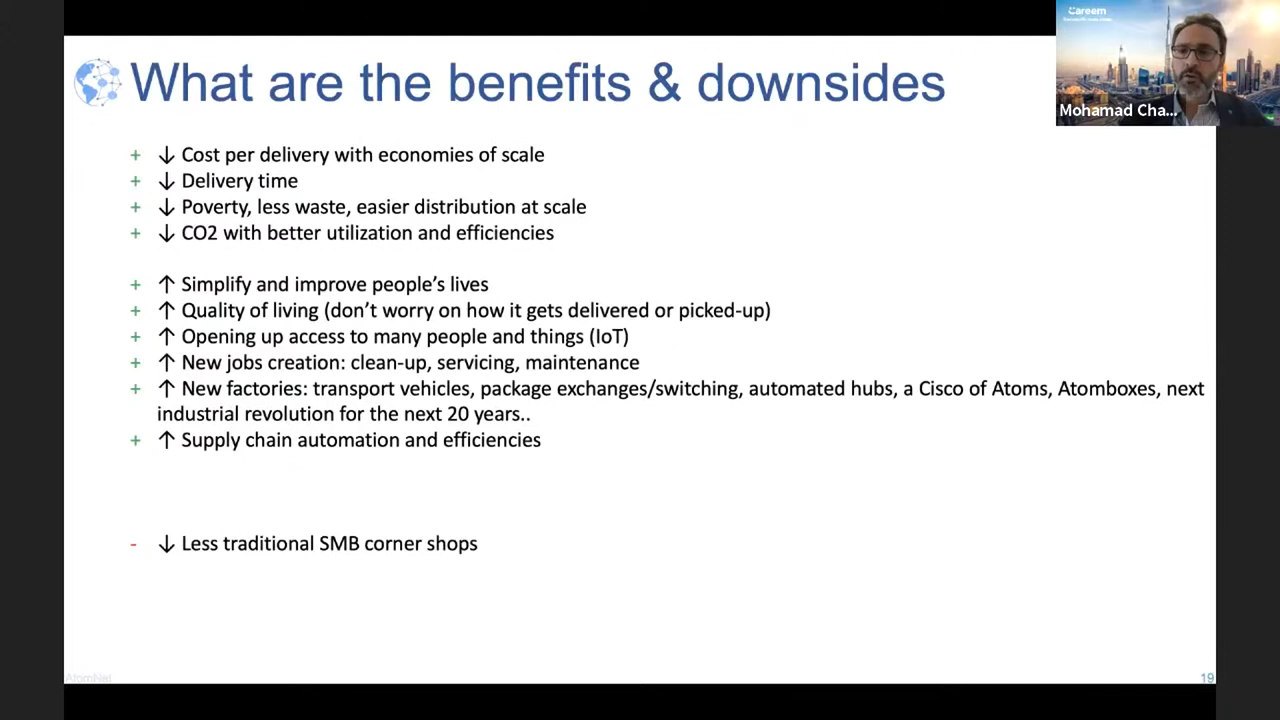 What are the benefits & downsides
+ ↓ Cost per delivery with economies of scale
+ ↓ Delivery time
+ ↓ Poverty, less waste, easier distribution at scale
+ ↓ CO2 with better utilization and efficiencies
+ ↑ Simplify and improve people’s lives
+ ↑ Quality of living (don’t worry on how it gets delivered or picked-up)
+ ↑ Opening up access to many people and things (IoT)
+ ↑ New jobs creation: clean-up, servicing, maintenance
+ ↑ New factories: transport vehicles, package exchanges/switching, automated hubs, a Cisco of Atoms, Atomboxes, next
industrial revolution for the next 20 years..
+ ↑ Supply chain automation and efficiencies
- ↓ Less traditional SMB corner shops
AtomNet
19
Careem
Mohamad Cha...